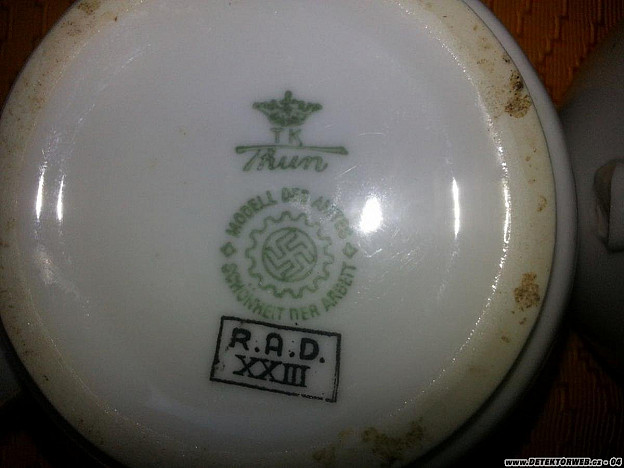 TK
Thun
MODELL DES AMTES
SCHÖNHEIT DER ARBEIT
R.A.D.
XXIII
www.DETEKTORWEB.cz - 04